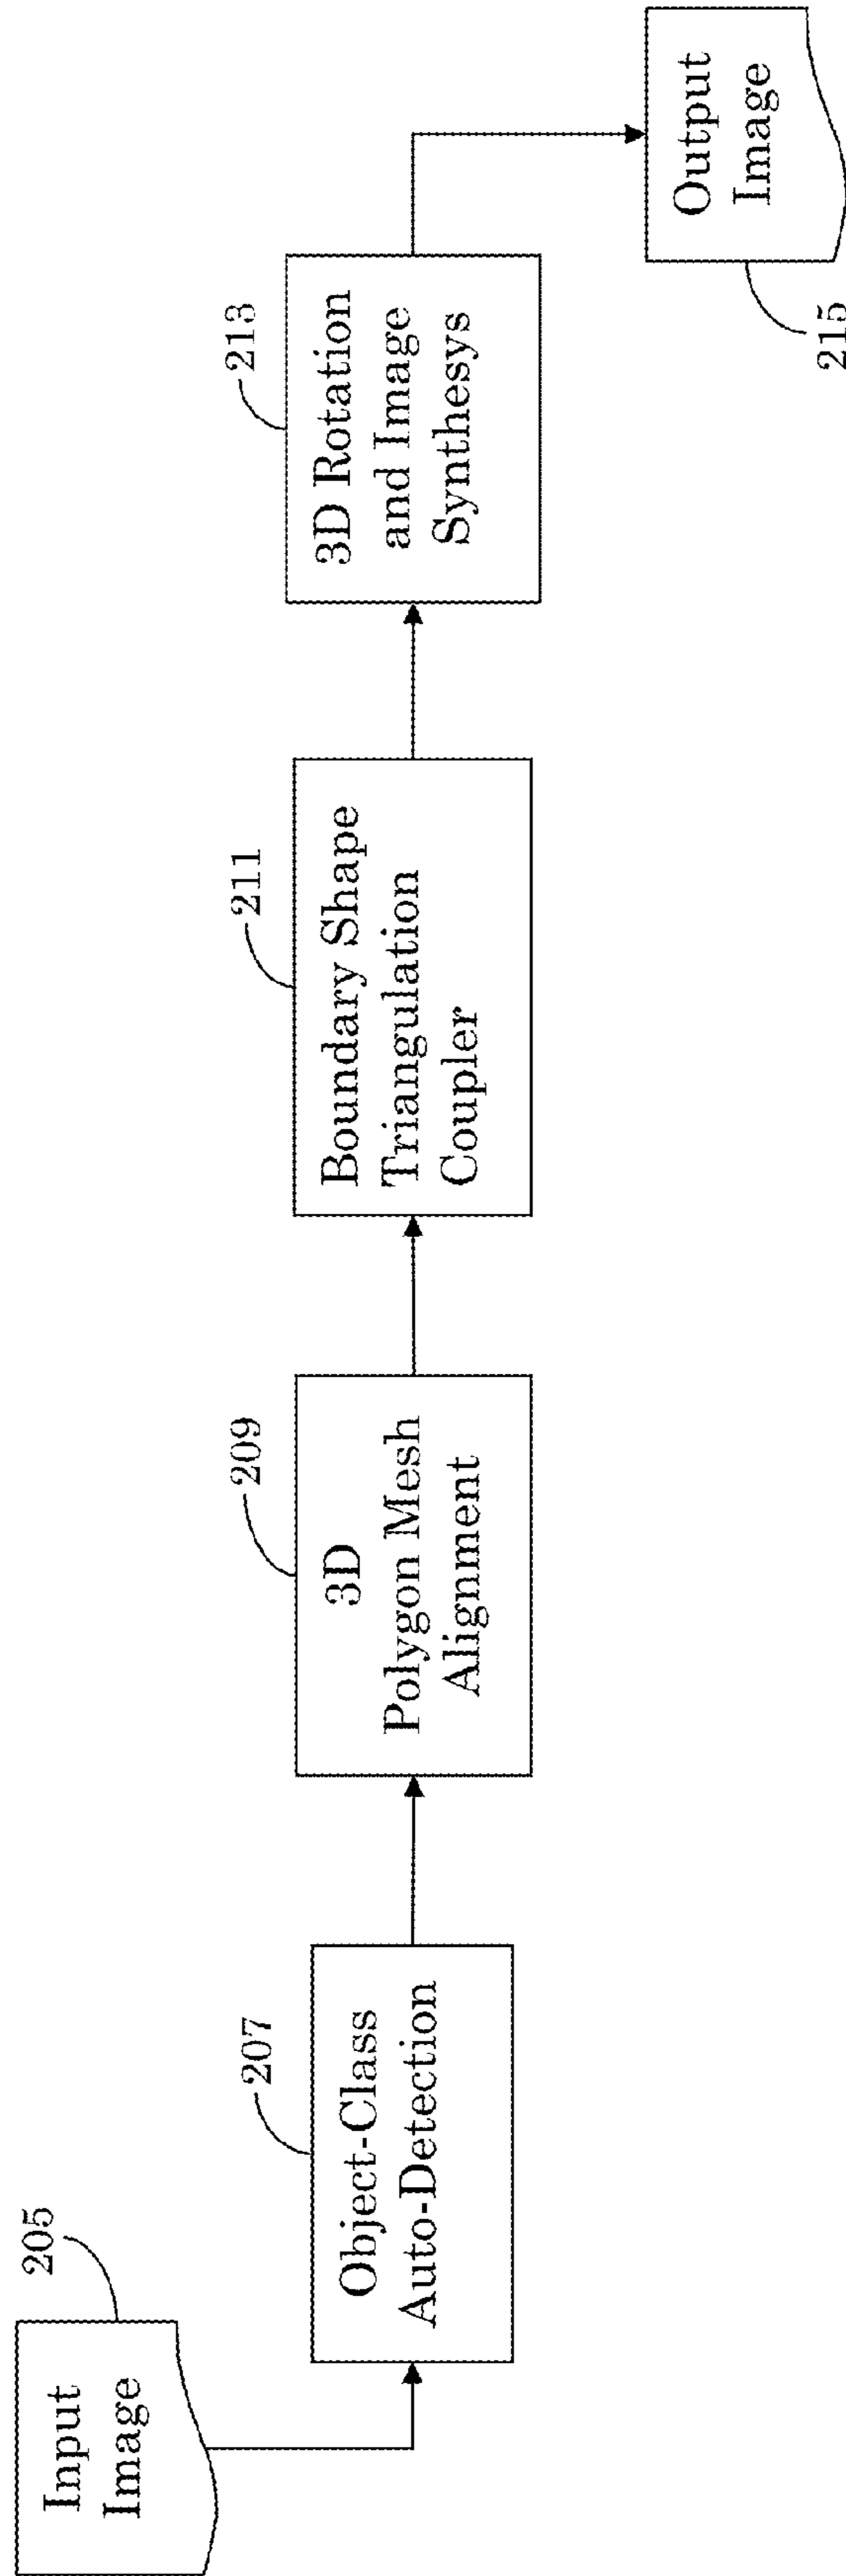 205
Input
Image
207
Object-Class
Auto-Detection
209
3D
Polygon Mesh
Alignment
211
Boundary Shape
Triangulation
Coupler
213
3D Rotation
and Image
Synthesys
Output
Image
215